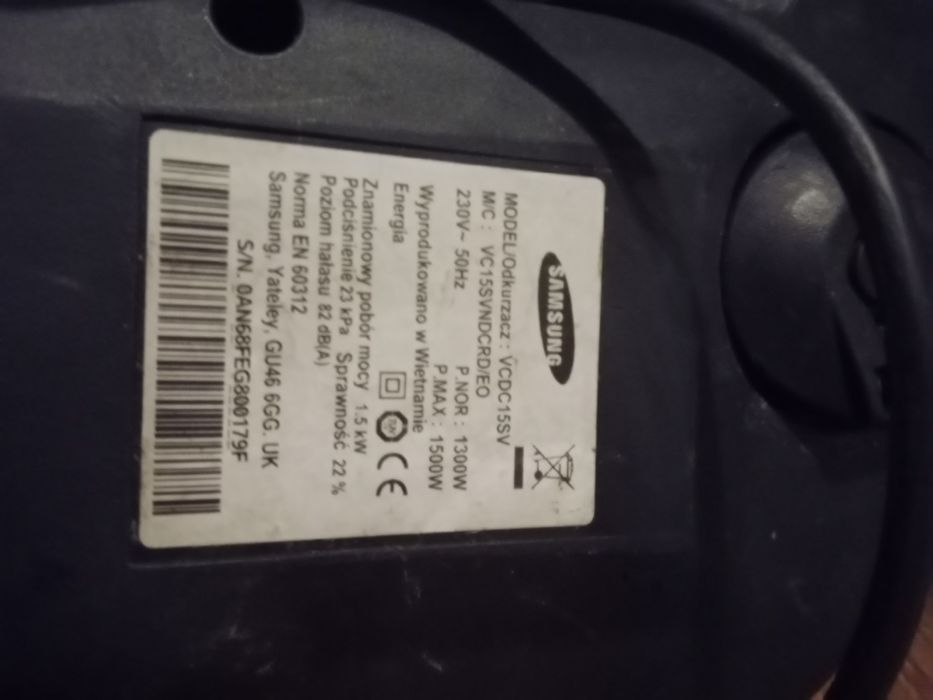 SAMSUNG
MODEL/Odkurzacz : VCDC15SV
M/C : VC15SVNDCRD/EO
230V~ 50Hz P.NOR : 1300W
P.MAX : 1500W
Wyprodukowano w Wietnamie
Energia
CE
Znamionowy pobór mocy 1.5 kW
Podciśnienie 23 kPa Sprawność 22 %
Poziom hałasu 82 dB(A)
Norma EN 60312
Samsung, Yateley, GU46 6GG. UK
S/N. 0AN68FEG800179F